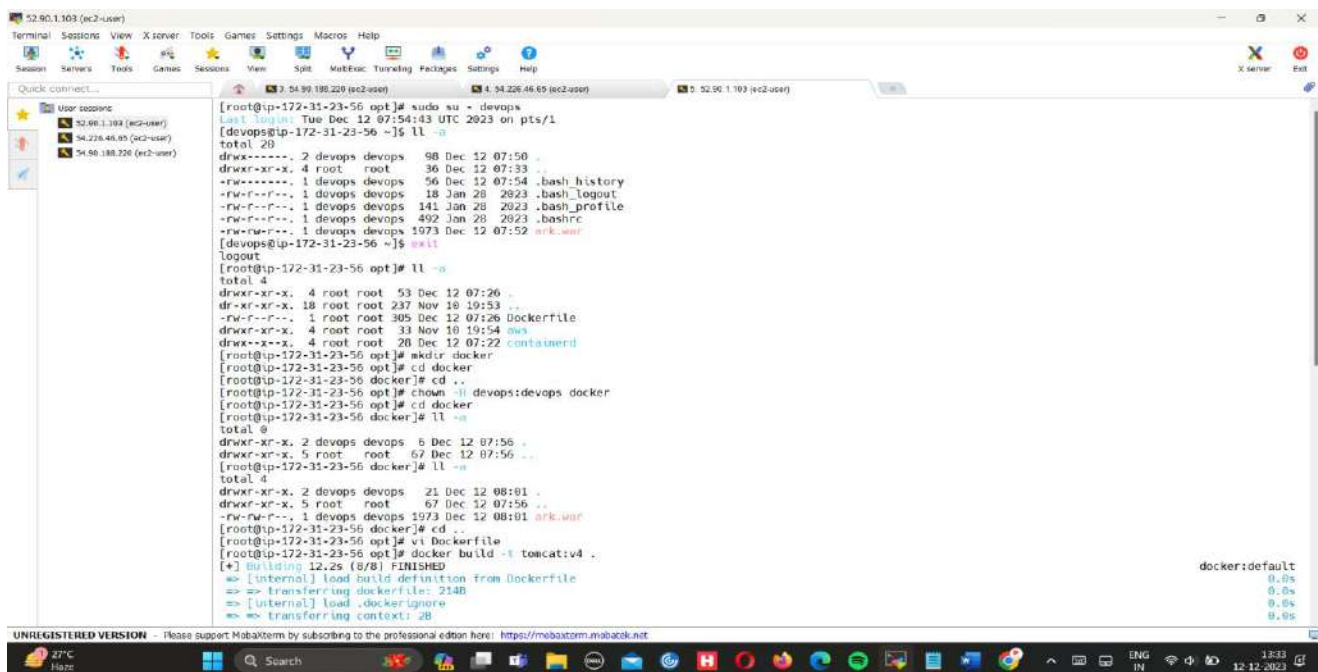 52.90.1.103 (ec2-user)
Terminal Sessions View X server Tools Games Settings Macros Help
Session Servers Tools Games Sessions View Split MultiExec Tunneling Packages Settings Help X server Exit
Quick connect... 3. 54.90.188.220 (ec2-user) 4. 54.226.46.65 (ec2-user) 5. 52.90.1.103 (ec2-user)
User sessions
52.90.1.103 (ec2-user)
54.226.46.65 (ec2-user)
54.90.188.220 (ec2-user)
[root@ip-172-31-23-56 opt]# sudo su - devops
Last login: Tue Dec 12 07:54:43 UTC 2023 on pts/1
[devops@ip-172-31-23-56 ~]$ ll -a
total 20
drwx------. 2 devops devops 98 Dec 12 07:50 .
drwxr-xr-x. 4 root root 36 Dec 12 07:33 ..
-rw-------. 1 devops devops 56 Dec 12 07:54 .bash_history
-rw-r--r--. 1 devops devops 18 Jan 28 2023 .bash_logout
-rw-r--r--. 1 devops devops 141 Jan 28 2023 .bash_profile
-rw-r--r--. 1 devops devops 492 Jan 28 2023 .bashrc
-rw-rw-r--. 1 devops devops 1973 Dec 12 07:52 ark.war
[devops@ip-172-31-23-56 ~]$ exit
logout
[root@ip-172-31-23-56 opt]# ll -a
total 4
drwxr-xr-x. 4 root root 53 Dec 12 07:26 .
dr-xr-xr-x. 18 root root 237 Nov 10 19:53 ..
-rw-r--r--. 1 root root 305 Dec 12 07:26 Dockerfile
drwxr-xr-x. 4 root root 33 Nov 10 19:54 aws
drwx--x--x. 4 root root 28 Dec 12 07:22 containerd
[root@ip-172-31-23-56 opt]# mkdir docker
[root@ip-172-31-23-56 opt]# cd docker
[root@ip-172-31-23-56 docker]# cd ..
[root@ip-172-31-23-56 opt]# chown -R devops:devops docker
[root@ip-172-31-23-56 opt]# cd docker
[root@ip-172-31-23-56 docker]# ll -a
total 0
drwxr-xr-x. 2 devops devops 6 Dec 12 07:56 .
drwxr-xr-x. 5 root root 67 Dec 12 07:56 ..
[root@ip-172-31-23-56 docker]# ll -a
total 4
drwxr-xr-x. 2 devops devops 21 Dec 12 08:01 .
drwxr-xr-x. 5 root root 67 Dec 12 07:56 ..
-rw-rw-r--. 1 devops devops 1973 Dec 12 08:01 ark.war
[root@ip-172-31-23-56 docker]# cd ..
[root@ip-172-31-23-56 opt]# vi Dockerfile
[root@ip-172-31-23-56 opt]# docker build -t tomcat:v4 .
[+] Building 12.2s (8/8) FINISHED docker:default
=> [internal] load build definition from Dockerfile 0.0s
=> => transferring dockerfile: 214B 0.0s
=> [internal] load .dockerignore 0.0s
=> => transferring context: 2B 0.0s
UNREGISTERED VERSION - Please support MobaXterm by subscribing to the professional edition here: https://mobaxterm.mobatek.net
27°C
Haze
Search
ENG
IN
13:33
12-12-2023